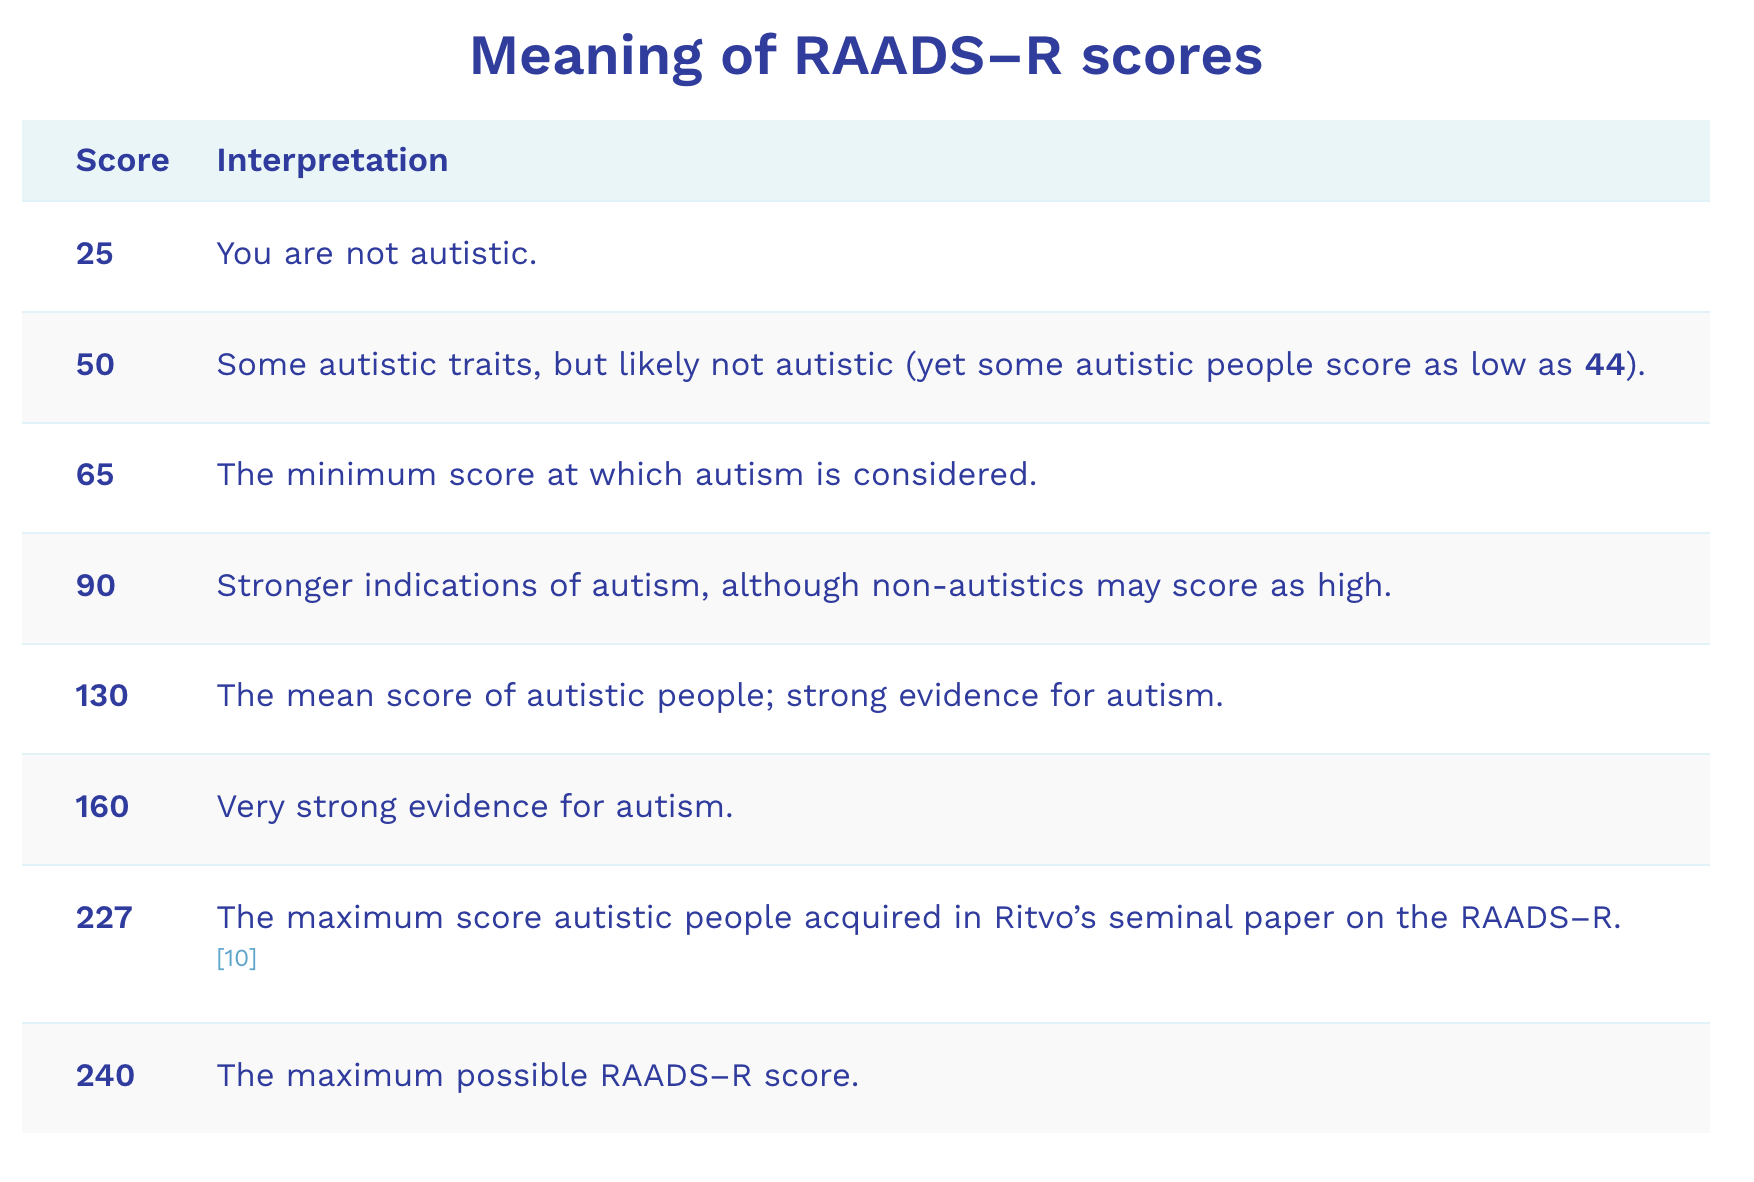 Meaning of RAADS–R scores
Score Interpretation
25 You are not autistic.
50 Some autistic traits, but likely not autistic (yet some autistic people score as low as 44).
65 The minimum score at which autism is considered.
90 Stronger indications of autism, although non-autistics may score as high.
130 The mean score of autistic people; strong evidence for autism.
160 Very strong evidence for autism.
227 The maximum score autistic people acquired in Ritvo’s seminal paper on the RAADS–R.
[10]
240 The maximum possible RAADS–R score.